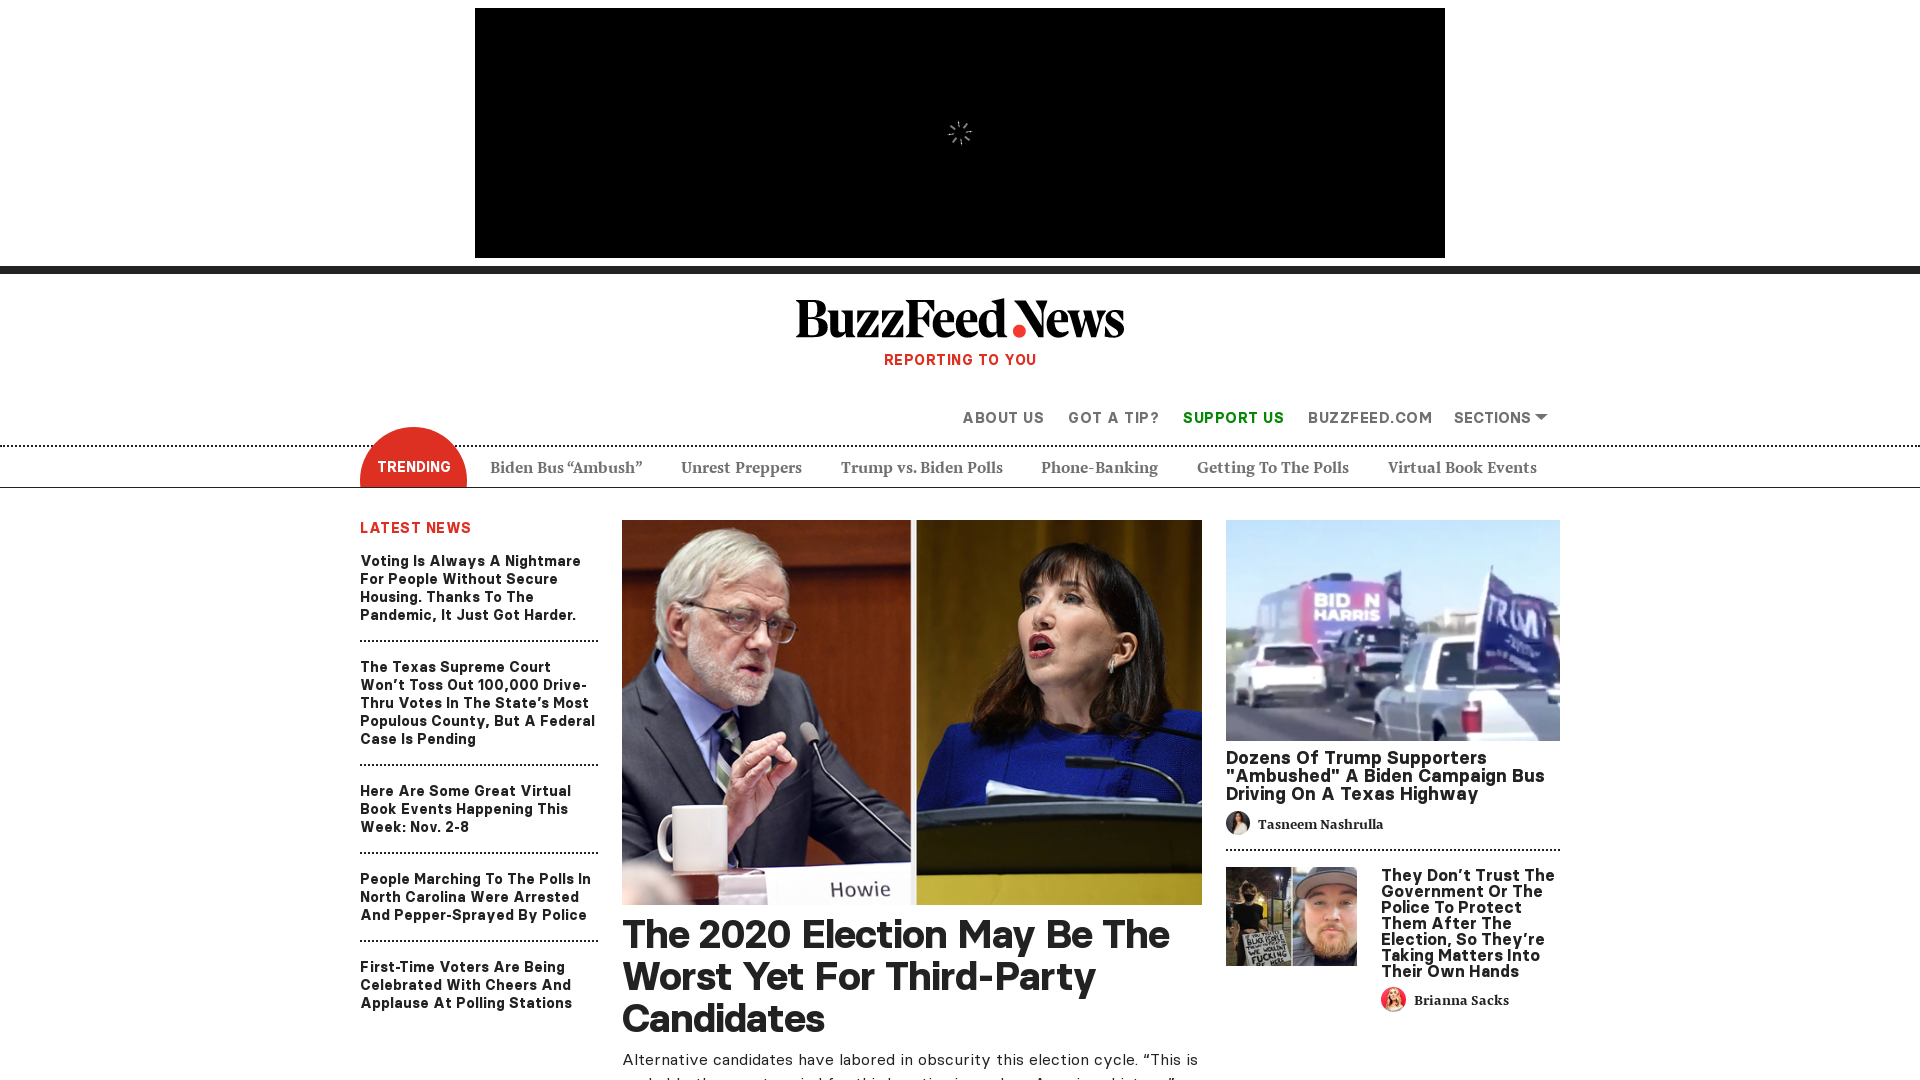 BuzzFeed News
REPORTING TO YOU
ABOUT US GOT A TIP? SUPPORT US BUZZFEED.COM SECTIONS
TRENDING Biden Bus “Ambush” Unrest Preppers Trump vs. Biden Polls Phone-Banking Getting To The Polls Virtual Book Events
LATEST NEWS
Voting Is Always A Nightmare
For People Without Secure
Housing. Thanks To The
Pandemic, It Just Got Harder.
The Texas Supreme Court
Won’t Toss Out 100,000 Drive-
Thru Votes In The State’s Most
Populous County, But A Federal
Case Is Pending
Here Are Some Great Virtual
Book Events Happening This
Week: Nov. 2-8
People Marching To The Polls In
North Carolina Were Arrested
And Pepper-Sprayed By Police
First-Time Voters Are Being
Celebrated With Cheers And
Applause At Polling Stations
Howie
The 2020 Election May Be The
Worst Yet For Third-Party
Candidates
Alternative candidates have labored in obscurity this election cycle. “This is
BID N
HARRIS
TRUM
Dozens Of Trump Supporters
"Ambushed" A Biden Campaign Bus
Driving On A Texas Highway
Tasneem Nashrulla
They Don’t Trust The
Government Or The
Police To Protect
Them After The
Election, So They’re
Taking Matters Into
Their Own Hands
Brianna Sacks